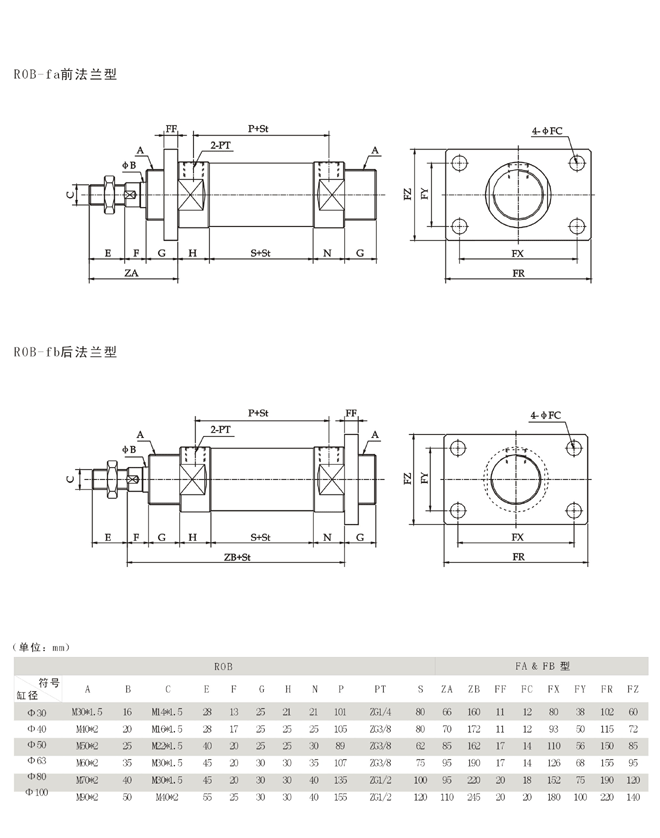 ROB-fa前法兰型
FF P+St
A 2-PT A 4-ΦFC
ΦB
C FZ FY
E F G H S+St N G FX
ZA FR
ROB-fb后法兰型
P+St FF
A 2-PT A 4-ΦFC
ΦB
C FZ FY
E F G H S+St N G FX
ZB+St FR
(单位：mm)
ROB FA & FB 型
符号 缸径 A B C E F G H N P PT S ZA ZB FF FC FX FY FR FZ
Φ30 M30*1.5 16 M14*1.5 28 13 25 21 21 101 ZG1/4 80 66 160 11 12 80 38 102 60
Φ40 M40*2 20 M16*1.5 28 17 25 25 25 105 ZG3/8 80 70 172 11 12 93 50 115 72
Φ50 M50*2 25 M22*1.5 40 20 25 25 30 89 ZG3/8 62 85 162 17 14 110 56 150 85
Φ63 M60*2 35 M30*1.5 45 20 30 30 35 107 ZG3/8 75 95 190 17 14 126 68 155 95
Φ80 M70*2 40 M30*1.5 45 20 30 30 40 135 ZG1/2 100 95 220 20 18 152 75 190 120
Φ100 M90*2 50 M40*2 55 25 30 30 40 155 ZG1/2 120 110 245 20 20 180 100 220 140